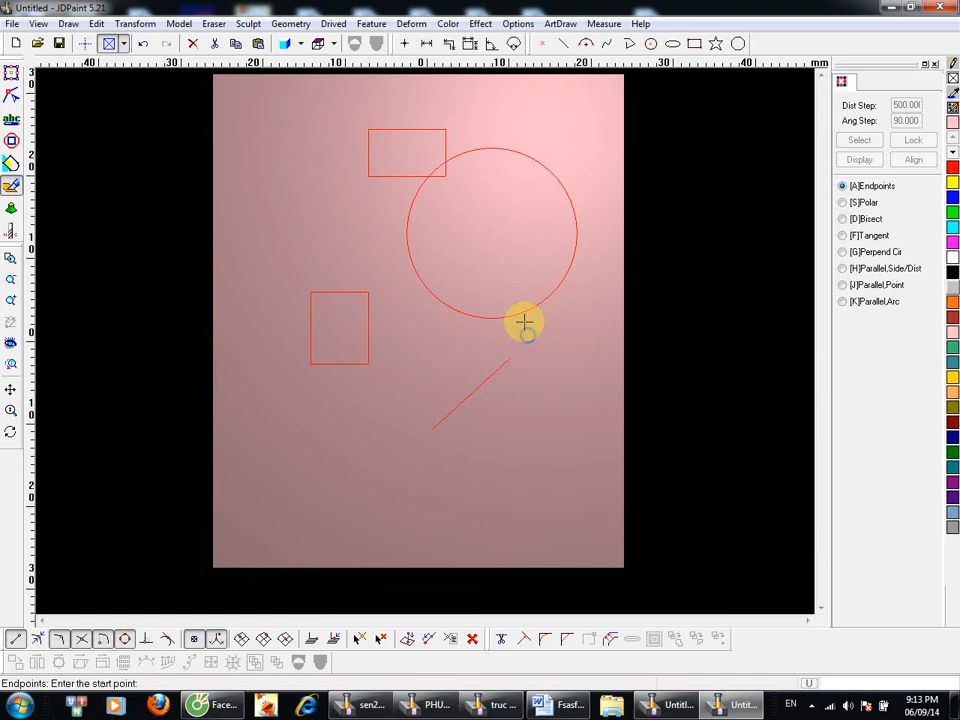 Untitled - JDPaint 5.21
File View Draw Edit Transform Model Eraser Sculpt Geometry Drived Feature Deform Color Effect Options ArtDraw Measure Help
40 30 20 10 0 10 20 30 40 mm
Dist Step: 500.00
Ang Step: 90.000
Select Lock
Display Align
[A]Endpoints
[S]Polar
[D]Bisect
[F]Tangent
[G]Perpend Cir
[H]Parallel,Side/Dist
[J]Parallel,Point
[K]Parallel,Arc
abc
Endpoints: Enter the start point:
Face... sen2... PHU... truc ... Fsasf... Untitl... Untit...
EN 9:13 PM
06/09/14